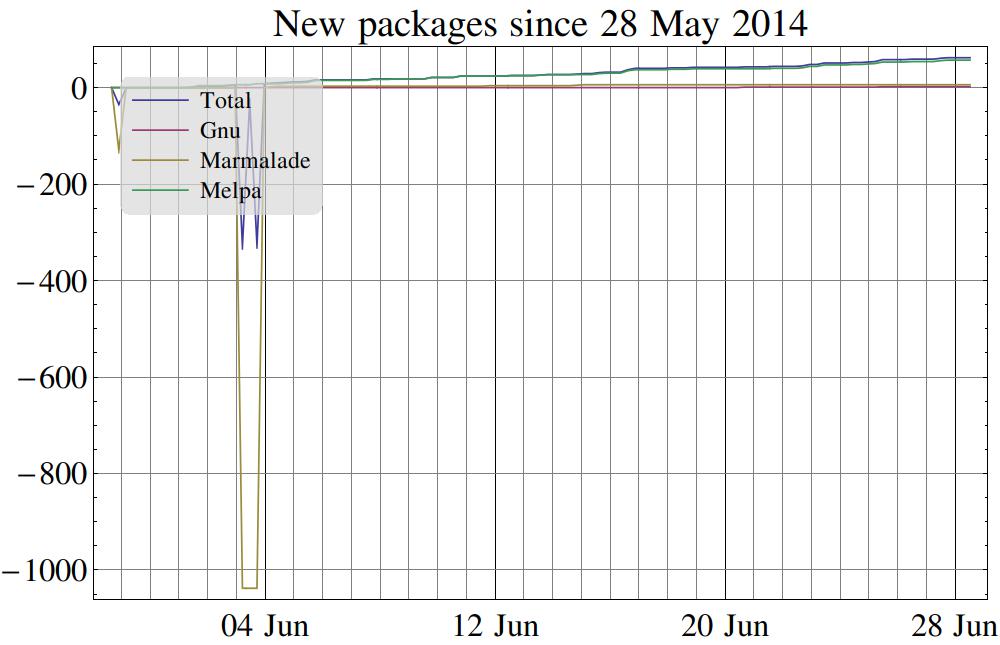 New packages since 28 May 2014
0
−200
−400
−600
−800
−1000
Total
Gnu
Marmalade
Melpa
04 Jun
12 Jun
20 Jun
28 Jun